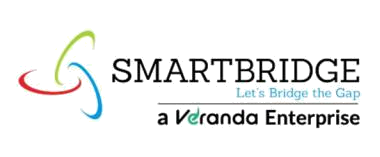 SMARTBRIDGE
Let's Bridge the Gap
a Veranda Enterprise